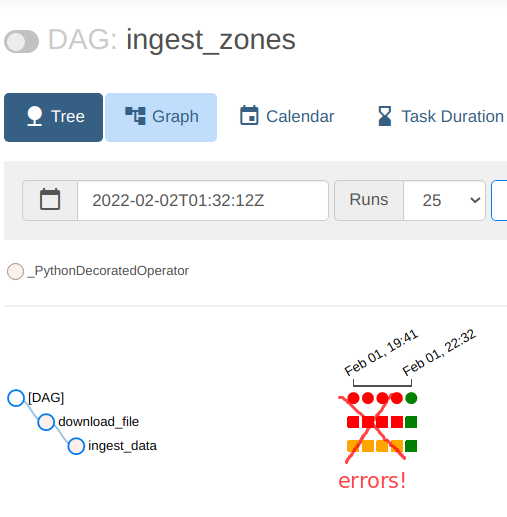 DAG: ingest_zones
Tree Graph Calendar Task Duration
2022-02-02T01:32:12Z Runs 25
_PythonDecoratedOperator
Feb 01, 19:41
Feb 01, 22:32
[DAG]
download_file
ingest_data
errors!